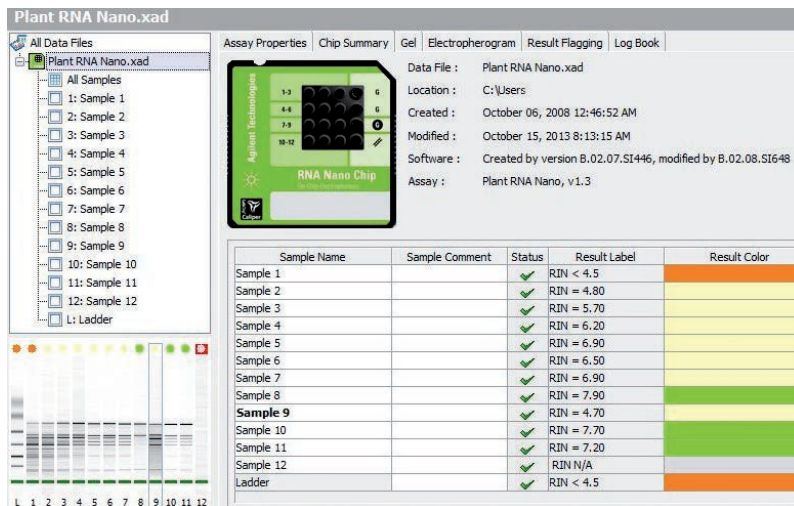 Plant RNA Nano.xad
All Data Files
Plant RNA Nano.xad
All Samples
1: Sample 1
2: Sample 2
3: Sample 3
4: Sample 4
5: Sample 5
6: Sample 6
7: Sample 7
8: Sample 8
9: Sample 9
10: Sample 10
11: Sample 11
12: Sample 12
L: Ladder
L 1 2 3 4 5 6 7 8 9 10 11 12
Assay Properties Chip Summary Gel Electropherogram Result Flagging Log Book
Agilent Technologies
1-3 G
4-6 G
7-9 G
10-12
RNA Nano Chip
Caliper
Data File : Plant RNA Nano.xad
Location : C:\Users
Created : October 06, 2008 12:46:52 AM
Modified : October 15, 2013 8:13:15 AM
Software : Created by version B.02.07.SI446, modified by B.02.08.SI648
Assay : Plant RNA Nano, v1.3
Sample Name Sample Comment Status Result Label Result Color
Sample 1 RIN < 4.5
Sample 2 RIN = 4.80
Sample 3 RIN = 5.70
Sample 4 RIN = 6.20
Sample 5 RIN = 6.90
Sample 6 RIN = 6.50
Sample 7 RIN = 6.90
Sample 8 RIN = 7.90
Sample 9 RIN = 4.70
Sample 10 RIN = 7.70
Sample 11 RIN = 7.20
Sample 12 RIN N/A
Ladder RIN < 4.5